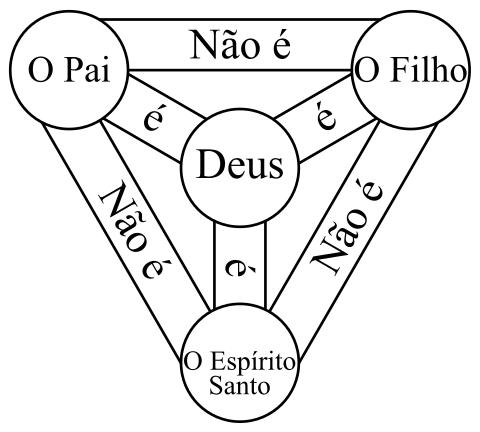 O Pai
Não é
O Filho
é
é
Deus
Não é
Não é
é
O Espírito
Santo